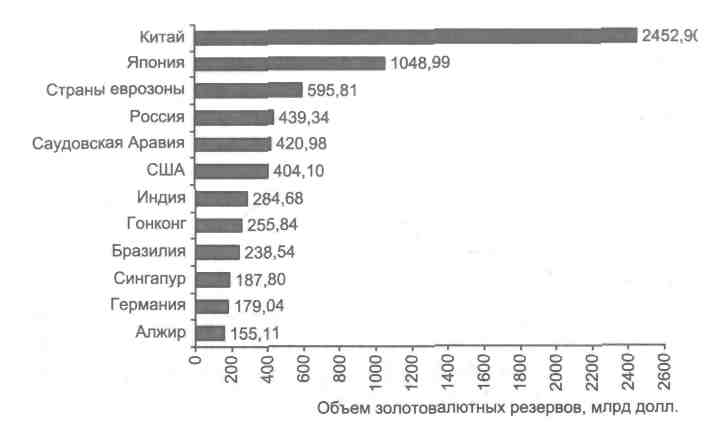 Китай 2452,90
Япония 1048,99
Страны еврозоны 595,81
Россия 439,34
Саудовская Аравия 420,98
США 404,10
Индия 284,68
Гонконг 255,84
Бразилия 238,54
Сингапур 187,80
Германия 179,04
Алжир 155,11
0 200 400 600 800 1000 1200 1400 1600 1800 2000 2200 2400 2600
Объем золотовалютных резервов, млрд долл.